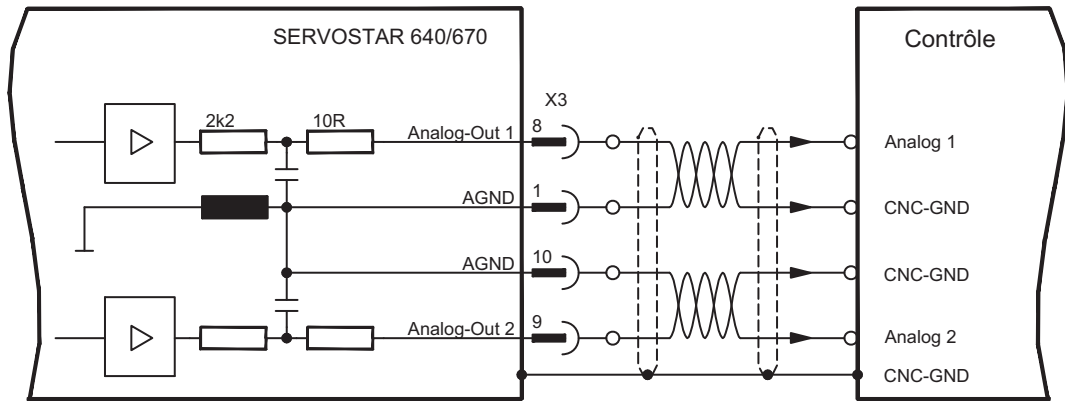 SERVOSTAR 640/670
Contrôle
X3
2k2
10R
Analog-Out 1
8
Analog 1
AGND
1
CNC-GND
AGND
10
CNC-GND
Analog-Out 2
9
Analog 2
CNC-GND